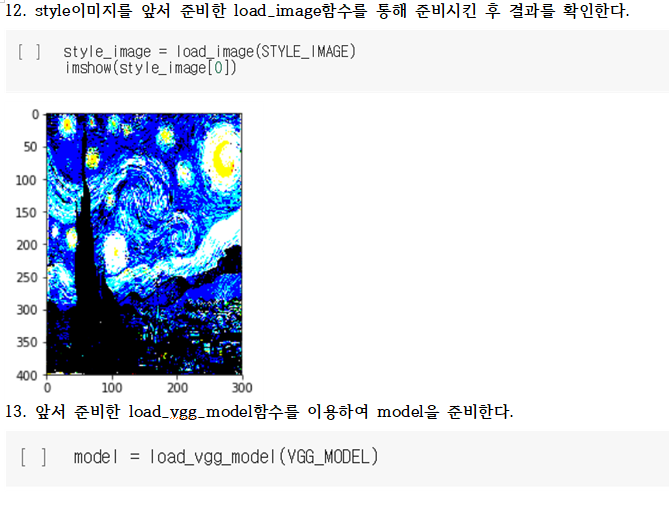 12. style이미지를 앞서 준비한 load_image함수를 통해 준비시킨 후 결과를 확인한다.
[ ] style_image = load_image(STYLE_IMAGE)
imshow(style_image[0])
0
50
100
150
200
250
300
350
400
0 100 200 300
13. 앞서 준비한 load_vgg_model함수를 이용하여 model을 준비한다.
[ ] model = load_vgg_model(VGG_MODEL)